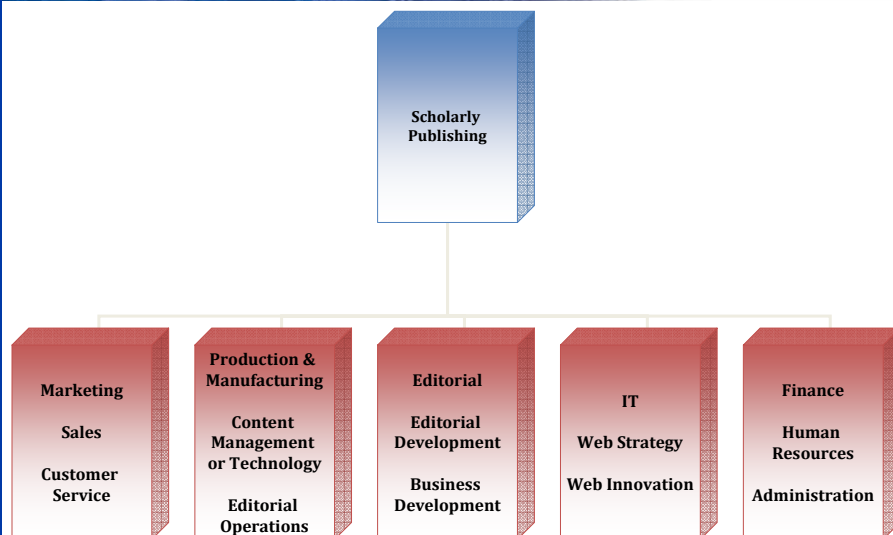 Scholarly
Publishing
Marketing
Sales
Customer
Service
Production &
Manufacturing
Content
Management
or Technology
Editorial
Operations
Editorial
Editorial
Development
Business
Development
IT
Web Strategy
Web Innovation
Finance
Human
Resources
Administration